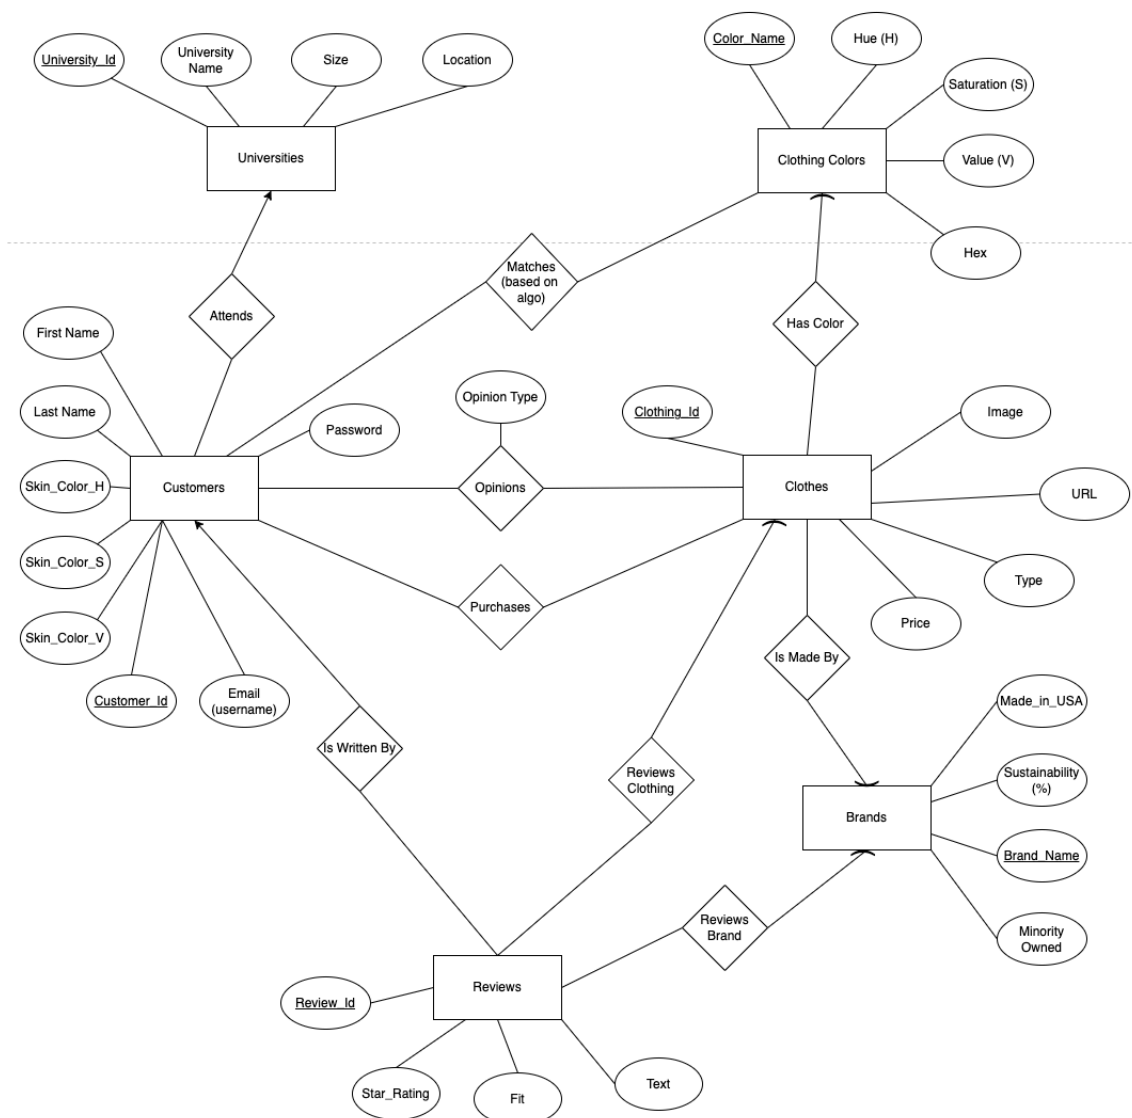 University_Id
University
Name
Size
Location
Color_Name
Hue (H)
Saturation (S)
Universities
Clothing Colors
Value (V)
Hex
Matches
(based on
algo)
Attends
Has Color
First Name
Last Name
Password
Opinion Type
Clothing_Id
Image
Skin_Color_H
Customers
Opinions
Clothes
URL
Skin_Color_S
Type
Purchases
Price
Skin_Color_V
Is Made By
Customer_Id
Email
(username)
Made_in_USA
Is Written By
Reviews
Clothing
Sustainability
(%)
Brands
Brand_Name
Reviews
Brand
Minority
Owned
Reviews
Review_Id
Star_Rating
Fit
Text